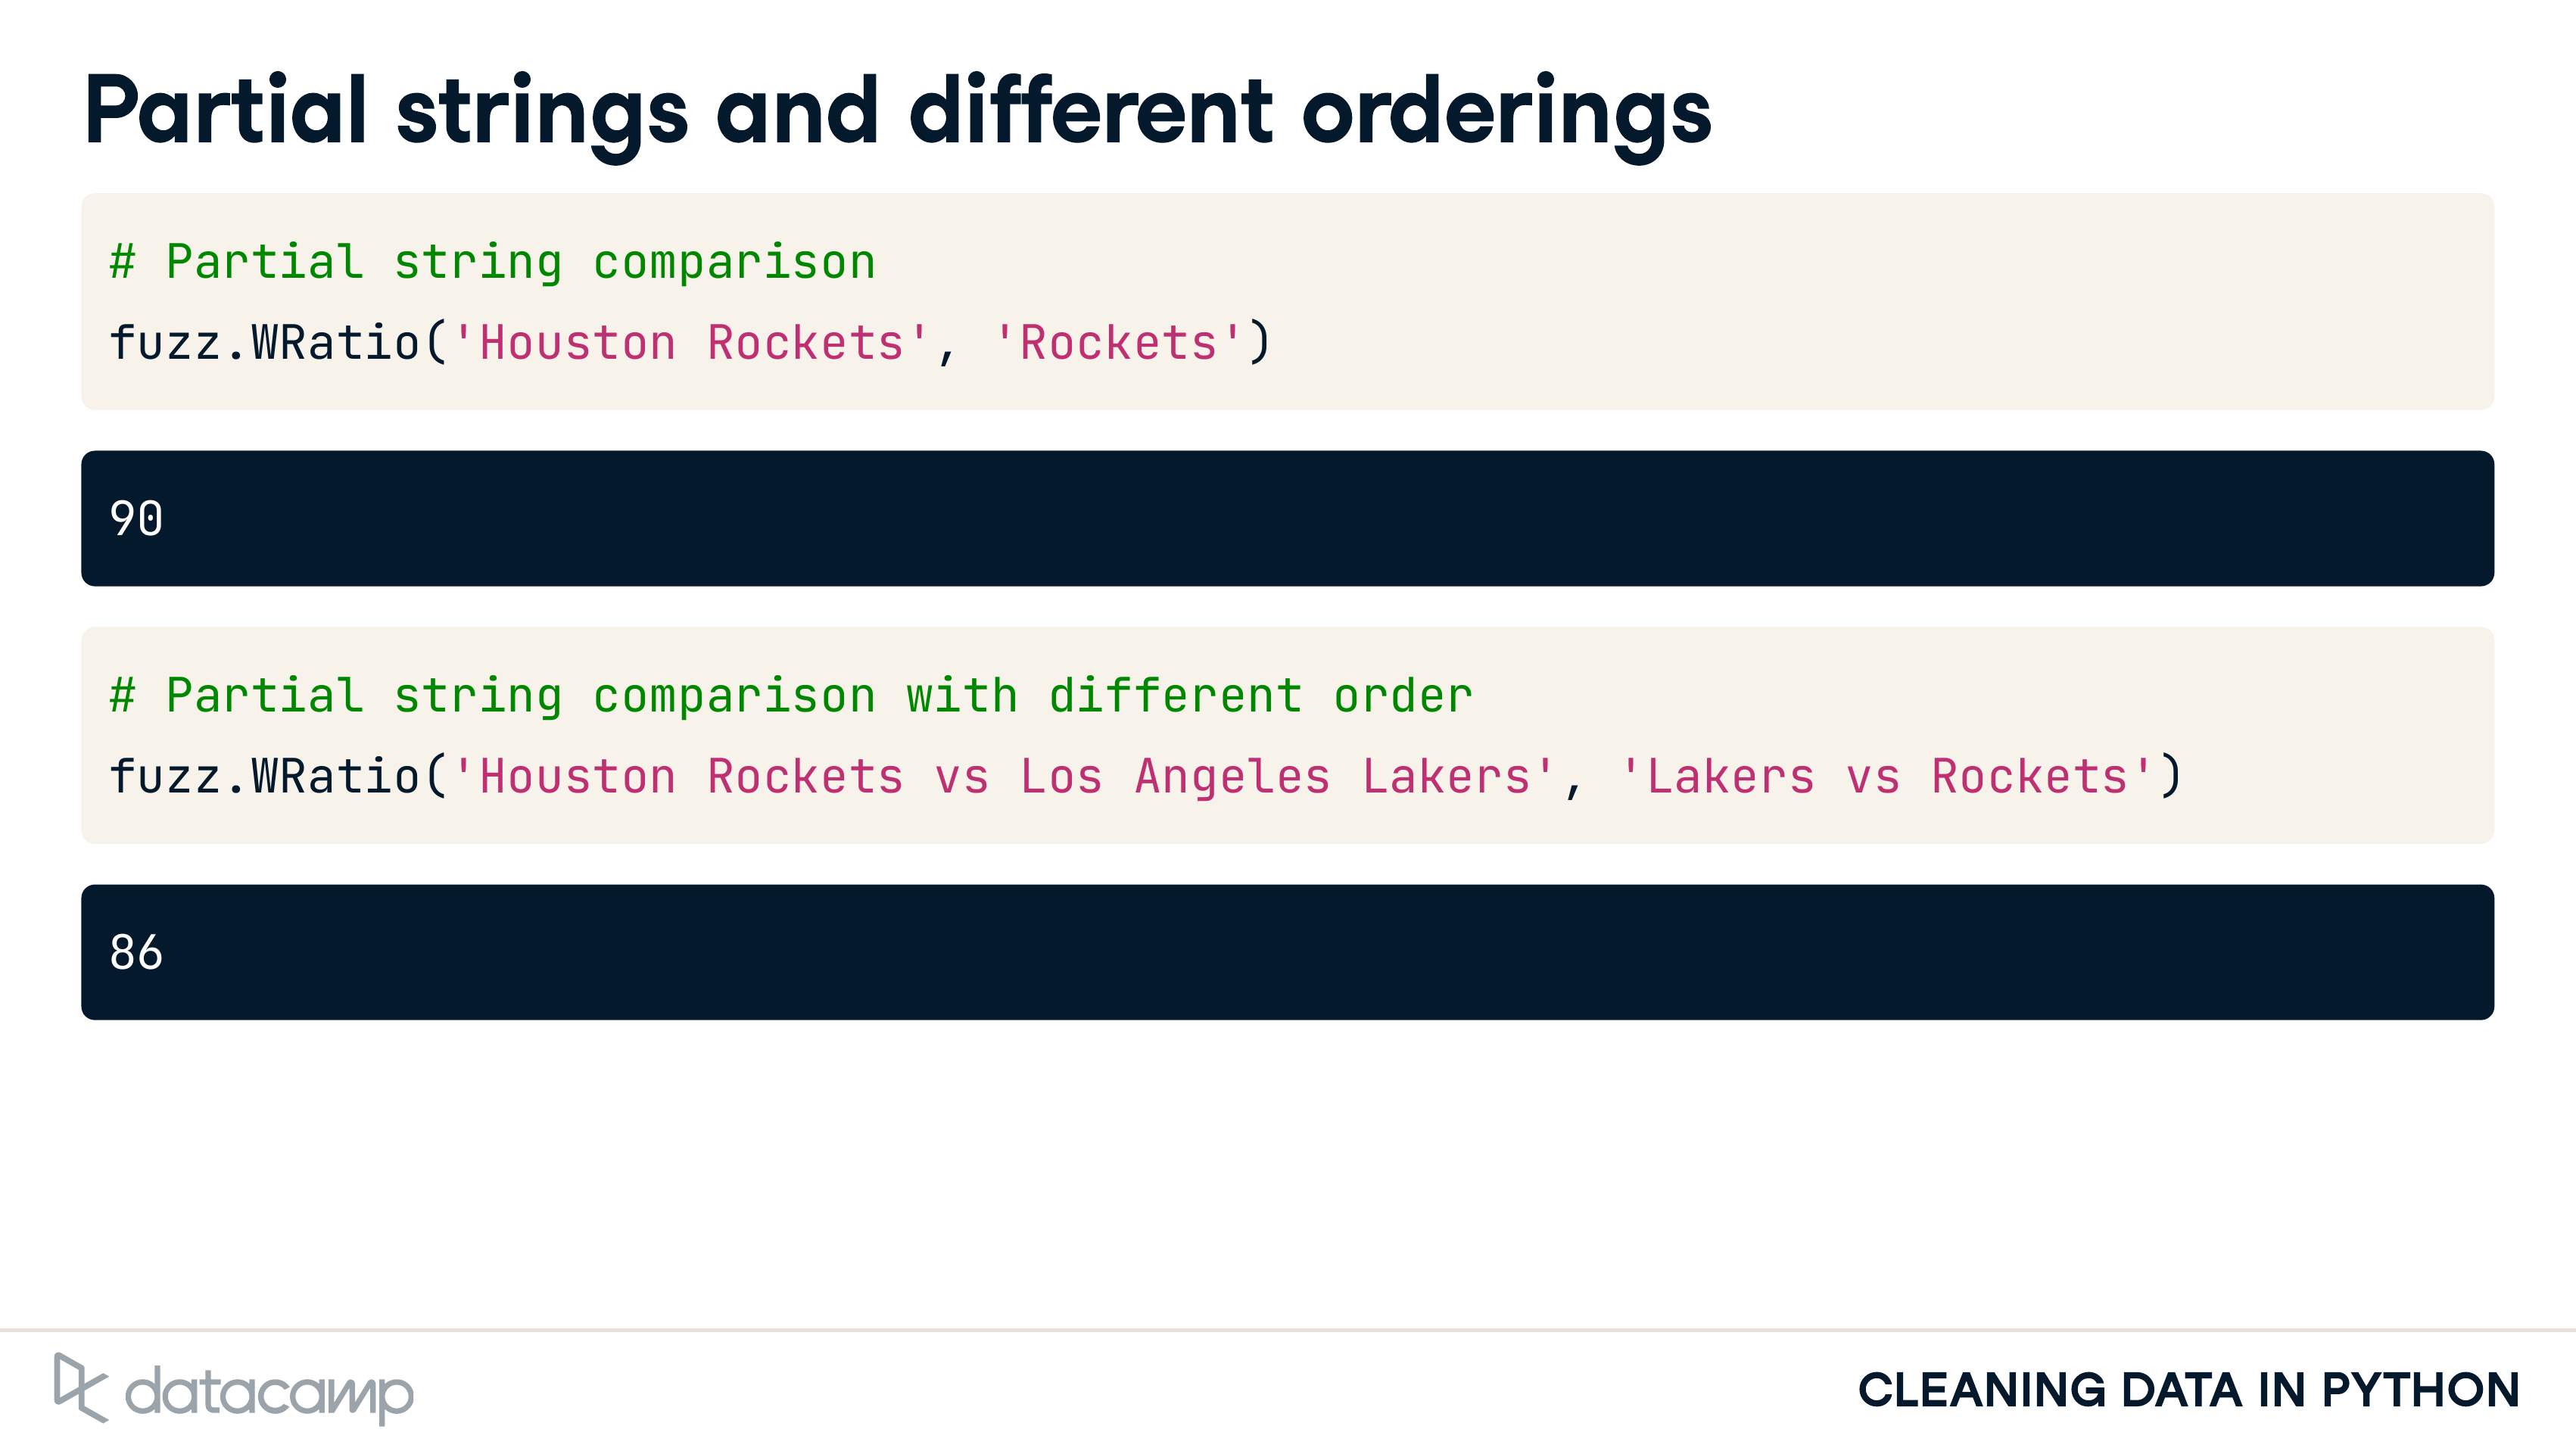 Partial strings and different orderings
# Partial string comparison
fuzz.WRatio('Houston Rockets', 'Rockets')
90
# Partial string comparison with different order
fuzz.WRatio('Houston Rockets vs Los Angeles Lakers', 'Lakers vs Rockets')
86
datacamp
CLEANING DATA IN PYTHON